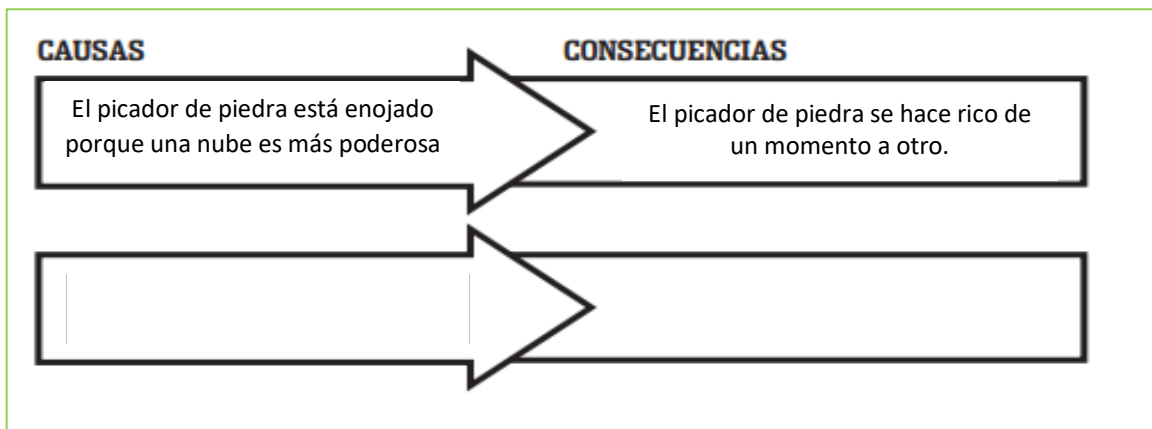 CAUSAS
CONSECUENCIAS
El picador de piedra está enojado
porque una nube es más poderosa
El picador de piedra se hace rico de
un momento a otro.